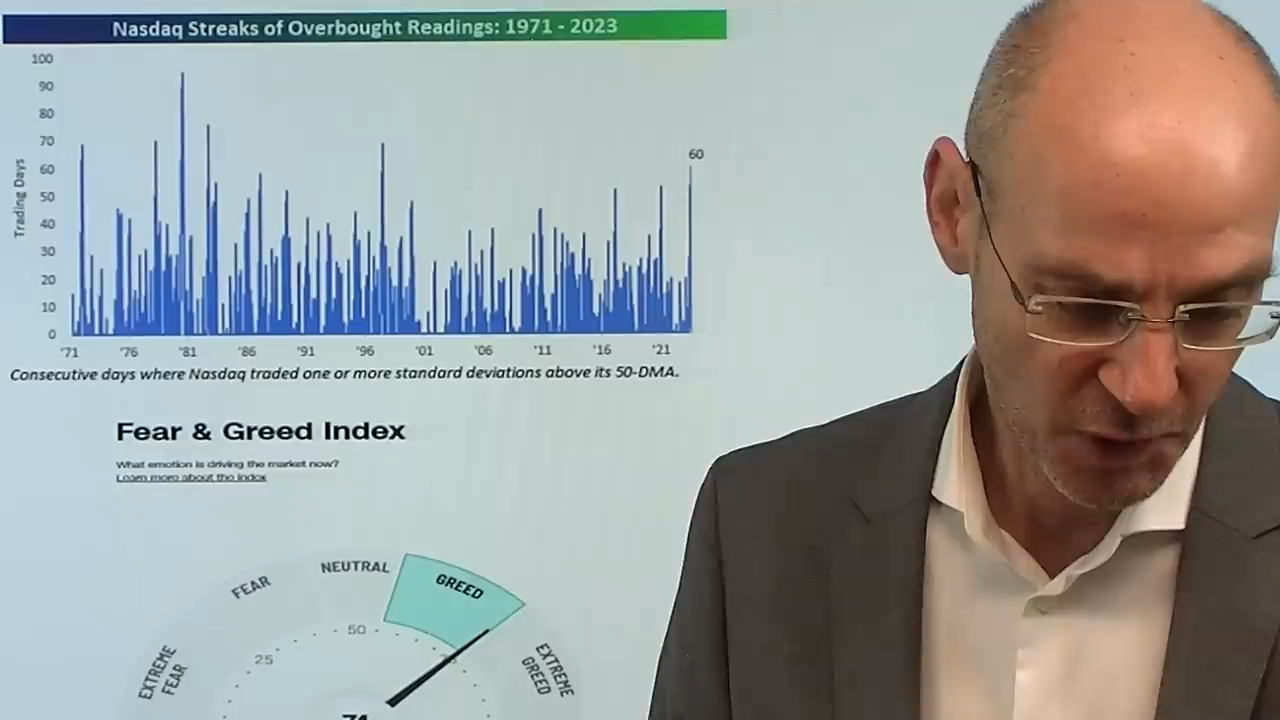 Nasdaq Streaks of Overbought Readings: 1971 - 2023
100
90
80
70
60
50
40
30
20
10
0
Trading Days
60
'71 '76 '81 '86 '91 '96 '01 '06 '11 '16 '21
Consecutive days where Nasdaq traded one or more standard deviations above its 50-DMA.
Fear & Greed Index
What emotion is driving the market now?
Learn more about the index
EXTREME FEAR
FEAR
NEUTRAL
GREED
EXTREME GREED
25
50